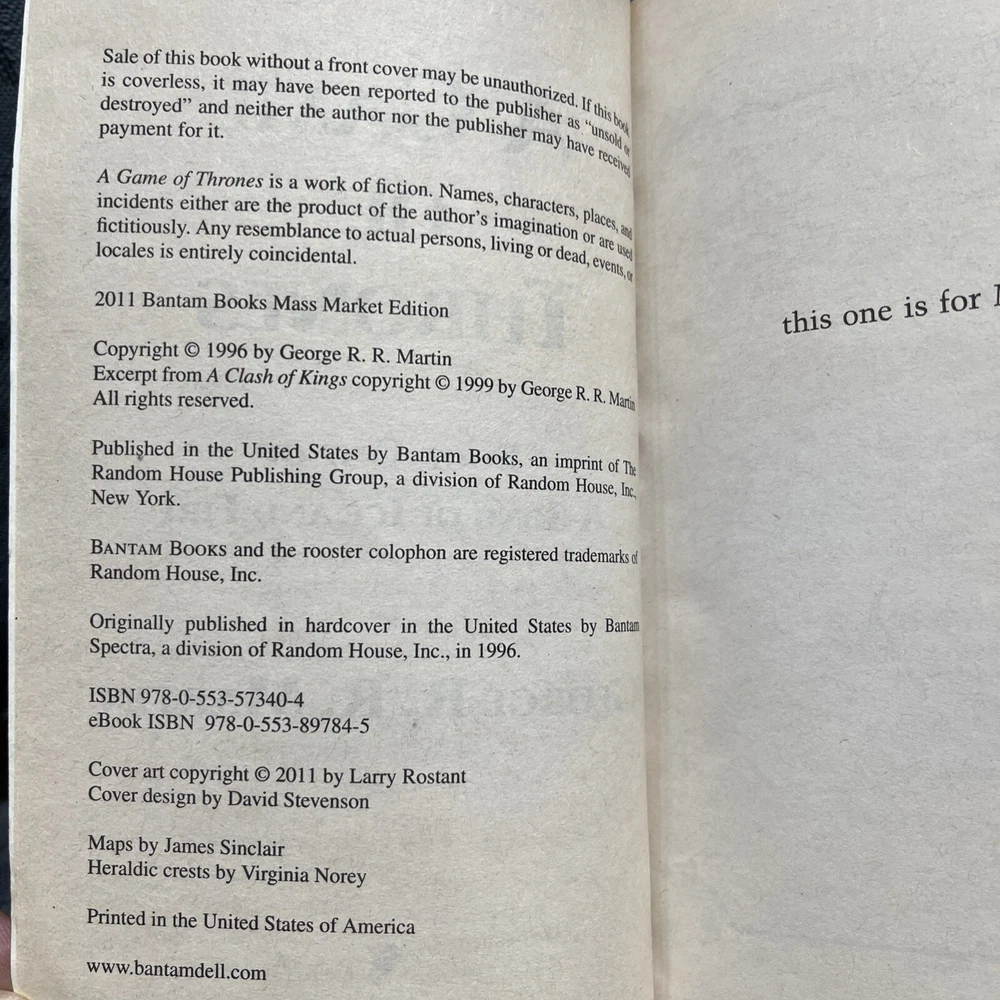 Sale of this book without a front cover may be unauthorized. If this book
is coverless, it may have been reported to the publisher as “unsold or
destroyed” and neither the author nor the publisher may have received
payment for it.
A Game of Thrones is a work of fiction. Names, characters, places, and
incidents either are the product of the author’s imagination or are used
fictitiously. Any resemblance to actual persons, living or dead, events, or
locales is entirely coincidental.
2011 Bantam Books Mass Market Edition
Copyright © 1996 by George R. R. Martin
Excerpt from A Clash of Kings copyright © 1999 by George R. R. Martin
All rights reserved.
Published in the United States by Bantam Books, an imprint of The
Random House Publishing Group, a division of Random House, Inc.,
New York.
BANTAM BOOKS and the rooster colophon are registered trademarks of
Random House, Inc.
Originally published in hardcover in the United States by Bantam
Spectra, a division of Random House, Inc., in 1996.
ISBN 978-0-553-57340-4
eBook ISBN 978-0-553-89784-5
Cover art copyright © 2011 by Larry Rostant
Cover design by David Stevenson
Maps by James Sinclair
Heraldic crests by Virginia Norey
Printed in the United States of America
www.bantamdell.com
this one is for